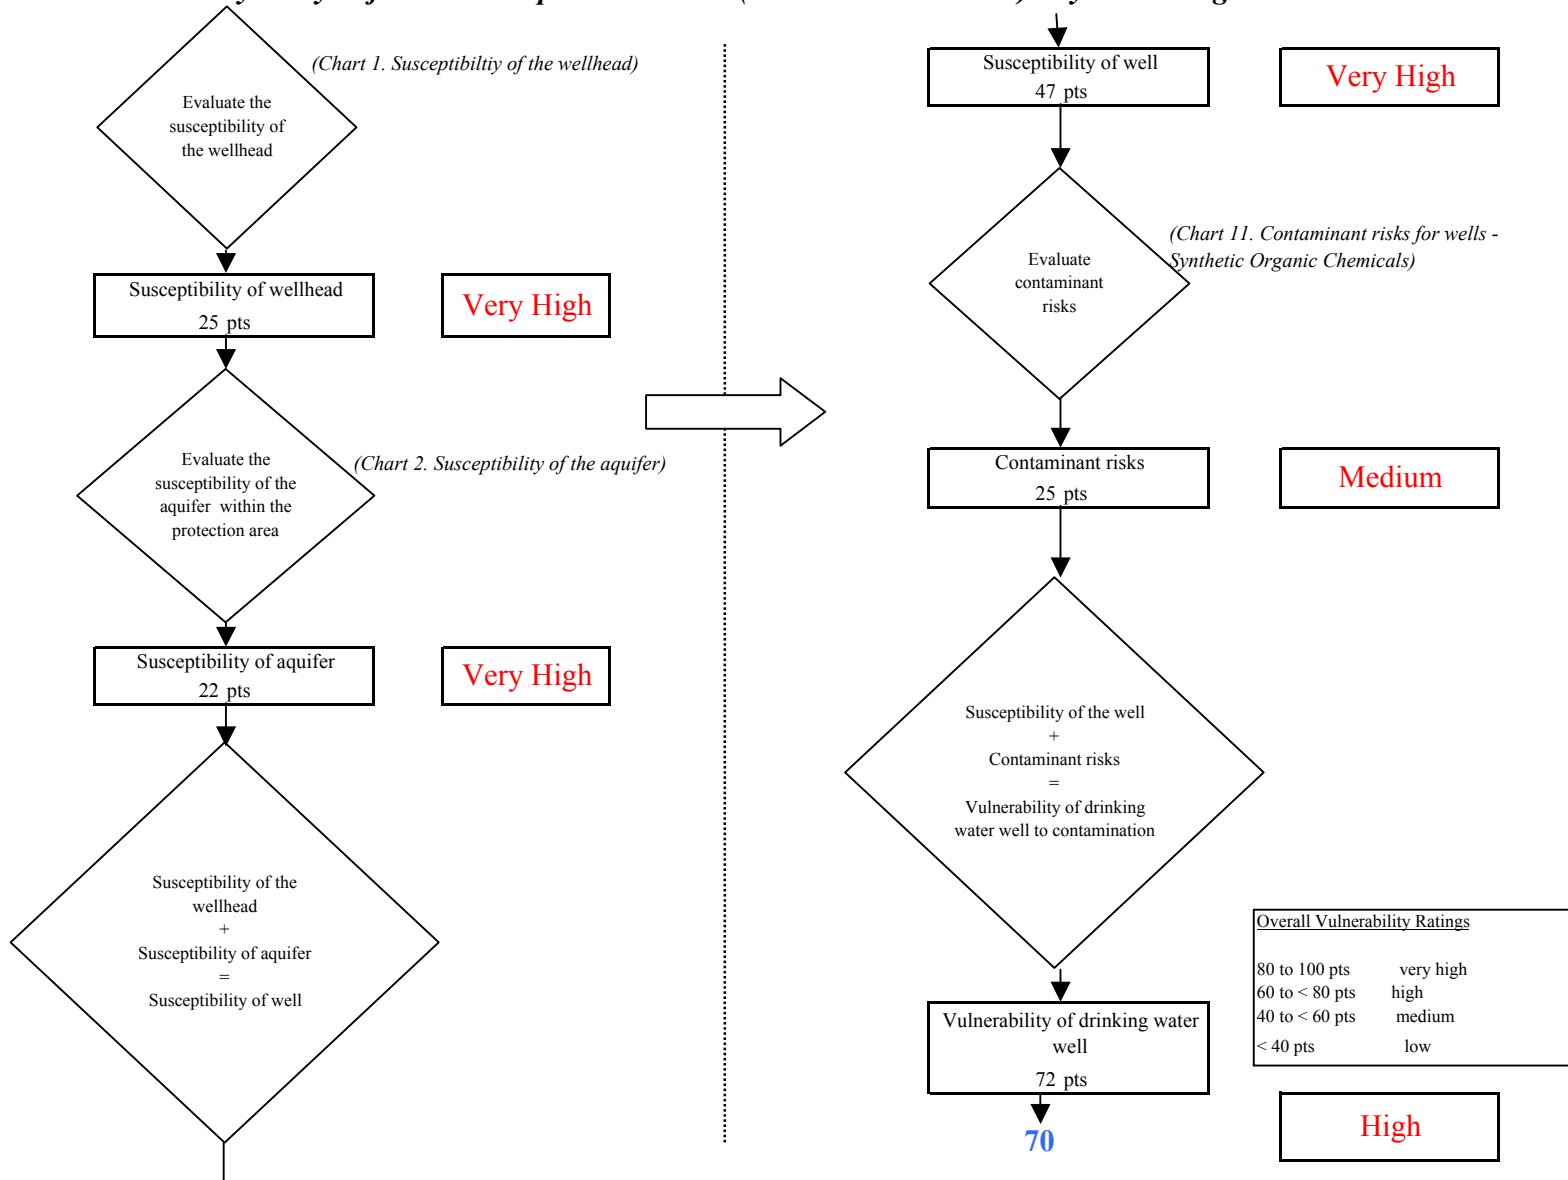 (Chart 1. Susceptibiltiy of the wellhead)
Evaluate the
susceptibility of
the wellhead
Susceptibility of wellhead
25 pts
Very High
Evaluate the
susceptibility of the
aquifer within the
protection area
(Chart 2. Susceptibility of the aquifer)
Susceptibility of aquifer
22 pts
Very High
Susceptibility of the
wellhead
+
Susceptibility of aquifer
=
Susceptibility of well
Susceptibility of well
47 pts
Very High
Evaluate
contaminant
risks
(Chart 11. Contaminant risks for wells -
Synthetic Organic Chemicals)
Contaminant risks
25 pts
Medium
Susceptibility of the well
+
Contaminant risks
=
Vulnerability of drinking
water well to contamination
Overall Vulnerability Ratings
80 to 100 pts very high
60 to < 80 pts high
40 to < 60 pts medium
< 40 pts low
Vulnerability of drinking water
well
72 pts
70
High